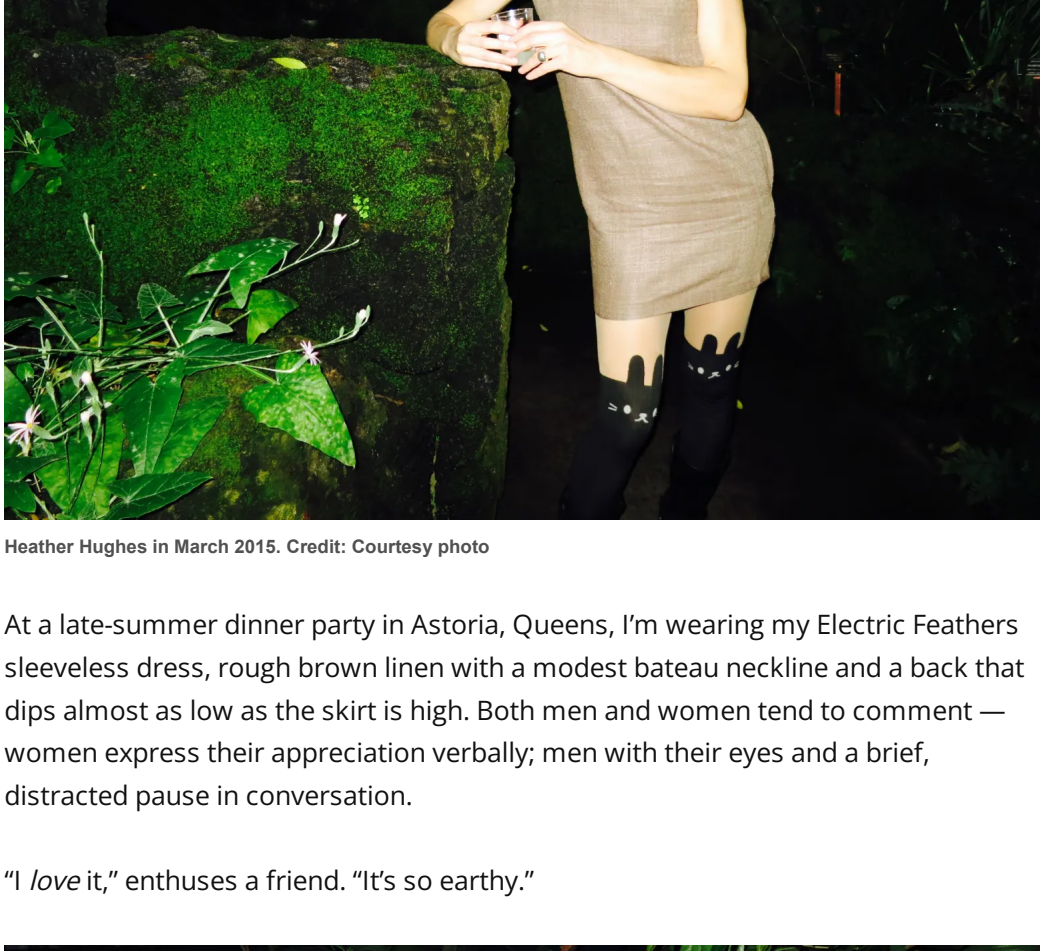 Heather Hughes in March 2015. Credit: Courtesy photo
At a late-summer dinner party in Astoria, Queens, I’m wearing my Electric Feathers
sleeveless dress, rough brown linen with a modest bateau neckline and a back that
dips almost as low as the skirt is high. Both men and women tend to comment —
women express their appreciation verbally; men with their eyes and a brief,
distracted pause in conversation.
“I love it,” enthuses a friend. “It’s so earthy.”